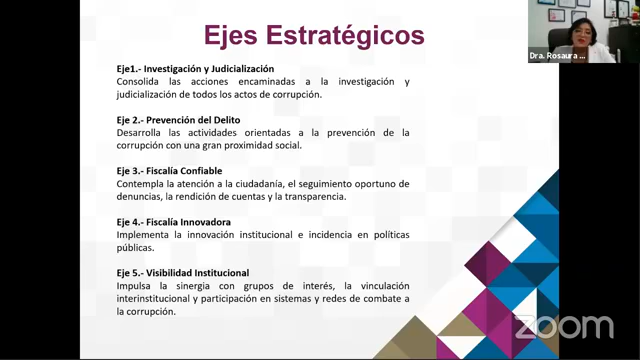 Ejes Estratégicos
Dra. Rosaura ...
Eje1.- Investigación y Judicialización
Consolida las acciones encaminadas a la investigación y
judicialización de todos los actos de corrupción.
Eje 2.- Prevención del Delito
Desarrolla las actividades orientadas a la prevención de la
corrupción con una gran proximidad social.
Eje 3.- Fiscalía Confiable
Contempla la atención a la ciudadanía, el seguimiento oportuno de
denuncias, la rendición de cuentas y la transparencia.
Eje 4.- Fiscalía Innovadora
Implementa la innovación institucional e incidencia en políticas
públicas.
Eje 5.- Visibilidad Institucional
Impulsa la sinergia con grupos de interés, la vinculación
interinstitucional y participación en sistemas y redes de combate a
la corrupción.
zoom